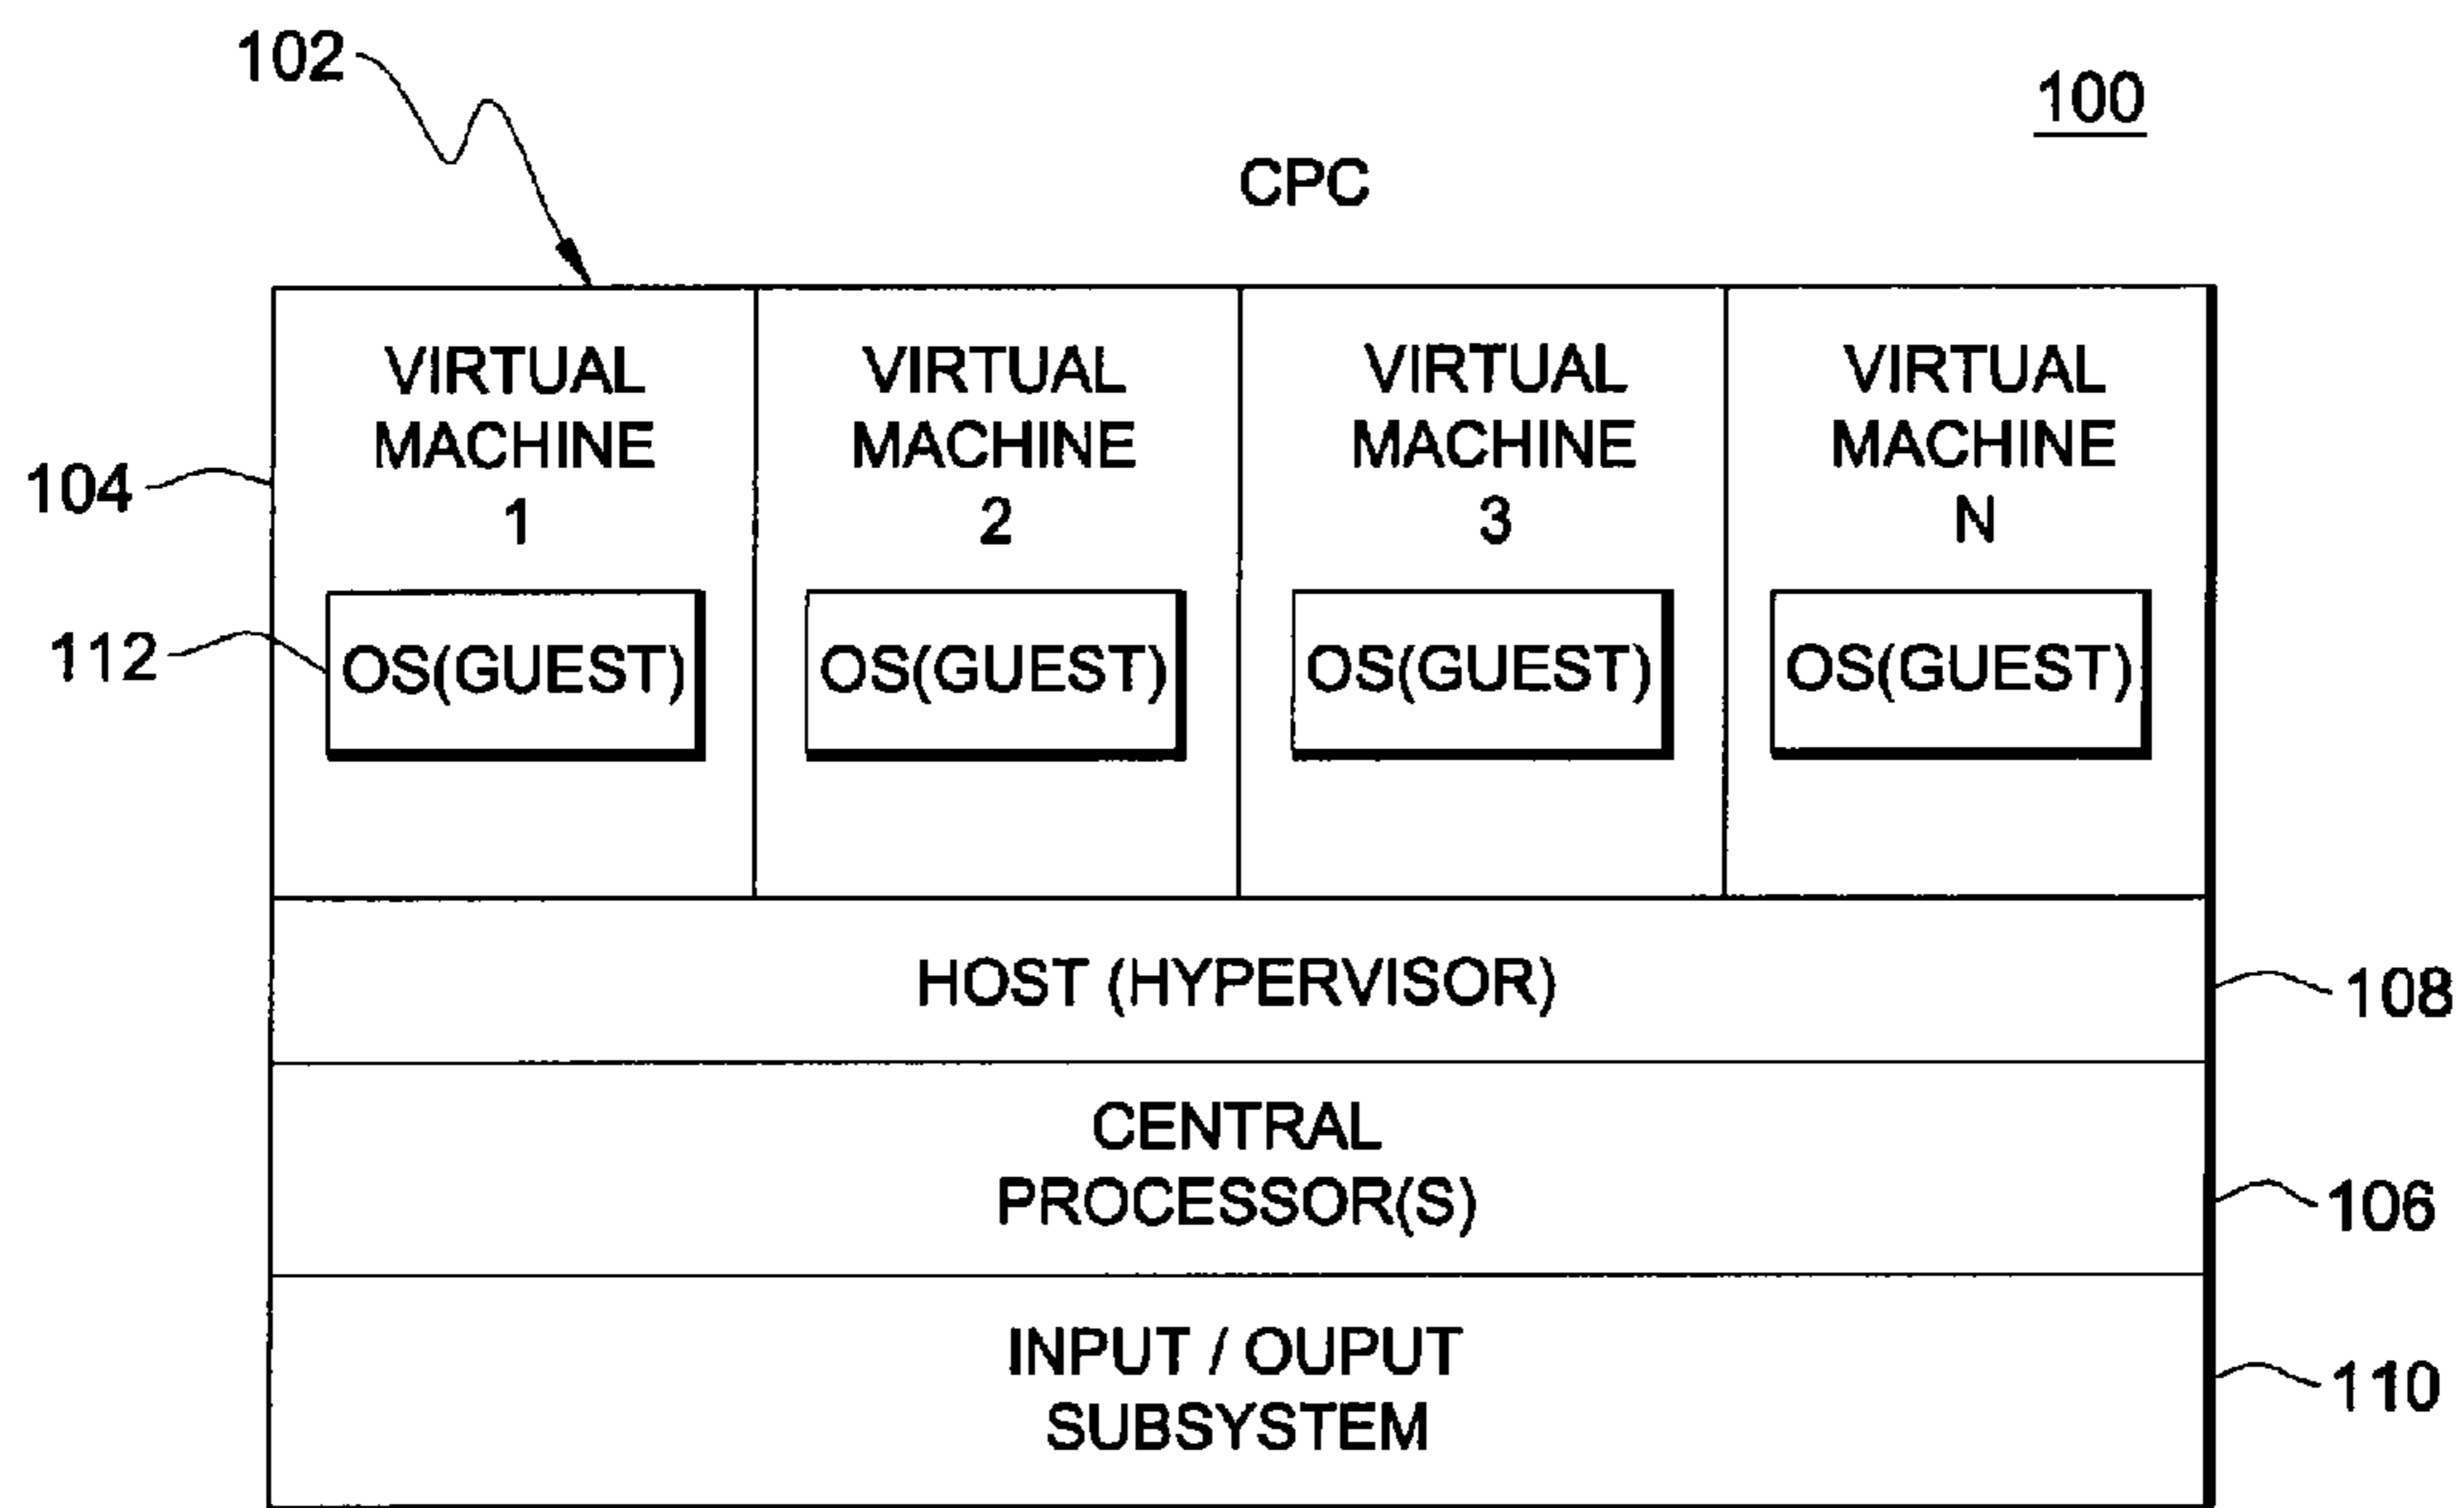 102
100
CPC
VIRTUAL
MACHINE
1
VIRTUAL
MACHINE
2
VIRTUAL
MACHINE
3
VIRTUAL
MACHINE
N
104
112
OS(GUEST)
OS(GUEST)
OS(GUEST)
OS(GUEST)
HOST (HYPERVISOR)
108
CENTRAL
PROCESSOR(S)
106
INPUT / OUPUT
SUBSYSTEM
110